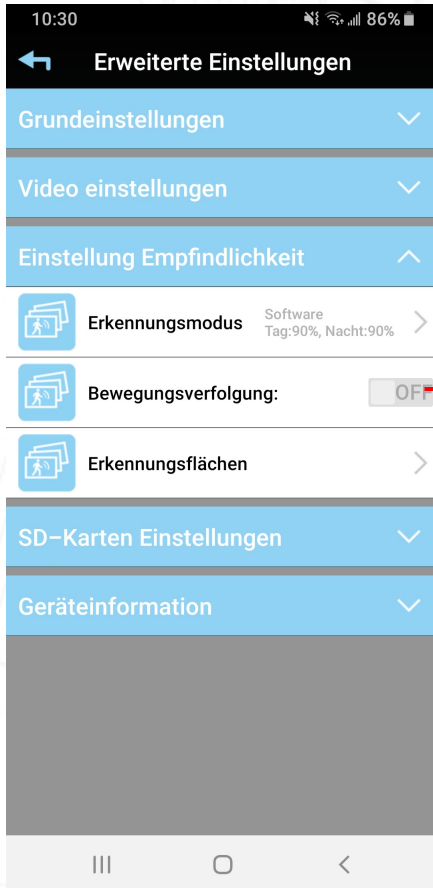 10:30 86%
Erweiterte Einstellungen
Grundeinstellungen
Video einstellungen
Einstellung Empfindlichkeit
Erkennungsmodus Software
Tag:90%, Nacht:90%
Bewegungsverfolgung: OFF
Erkennungsflächen
SD-Karten Einstellungen
Geräteinformation